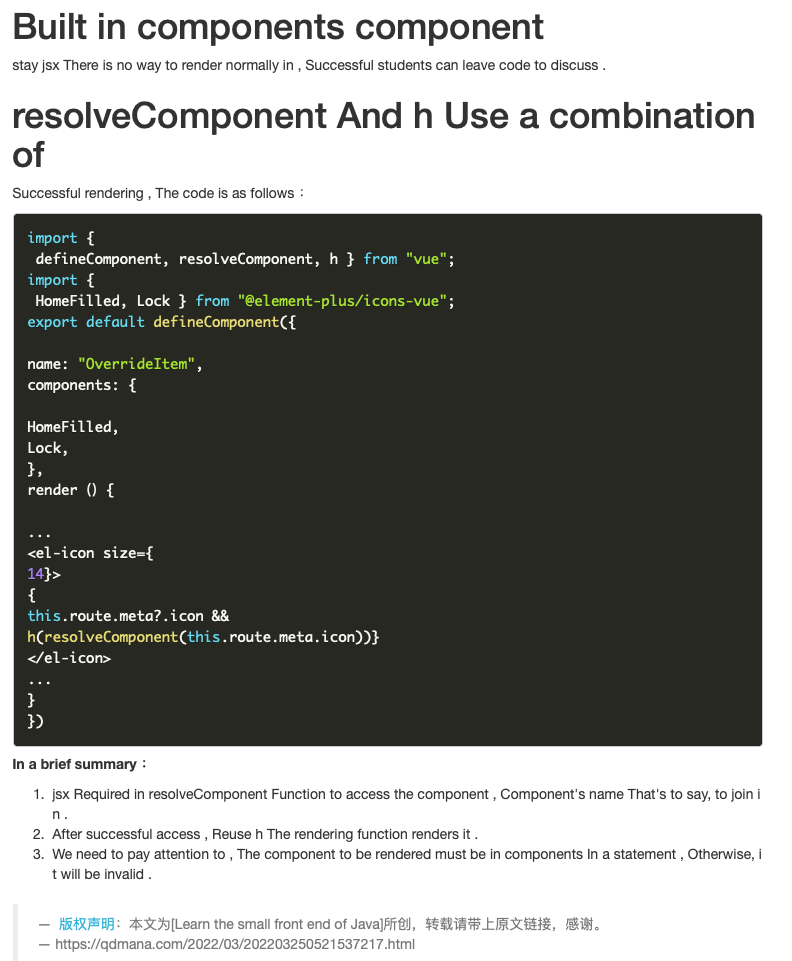 Built in components component
stay jsx There is no way to render normally in , Successful students can leave code to discuss .
resolveComponent And h Use a combination
of
Successful rendering , The code is as follows：
import {
defineComponent, resolveComponent, h } from "vue";
import {
HomeFilled, Lock } from "@element-plus/icons-vue";
export default defineComponent({
name: "OverrideItem",
components: {
HomeFilled,
Lock,
},
render () {
...
<el-icon size={
14}>
{
this.route.meta?.icon &&
h(resolveComponent(this.route.meta.icon))}
</el-icon>
...
}
})
In a brief summary：
1. jsx Required in resolveComponent Function to access the component , Component's name That's to say, to join i
n .
2. After successful access , Reuse h The rendering function renders it .
3. We need to pay attention to , The component to be rendered must be in components In a statement , Otherwise, i
t will be invalid .
— 版权声明：本文为[Learn the small front end of Java]所创，转载请带上原文链接，感谢。
— https://qdmana.com/2022/03/202203250521537217.html